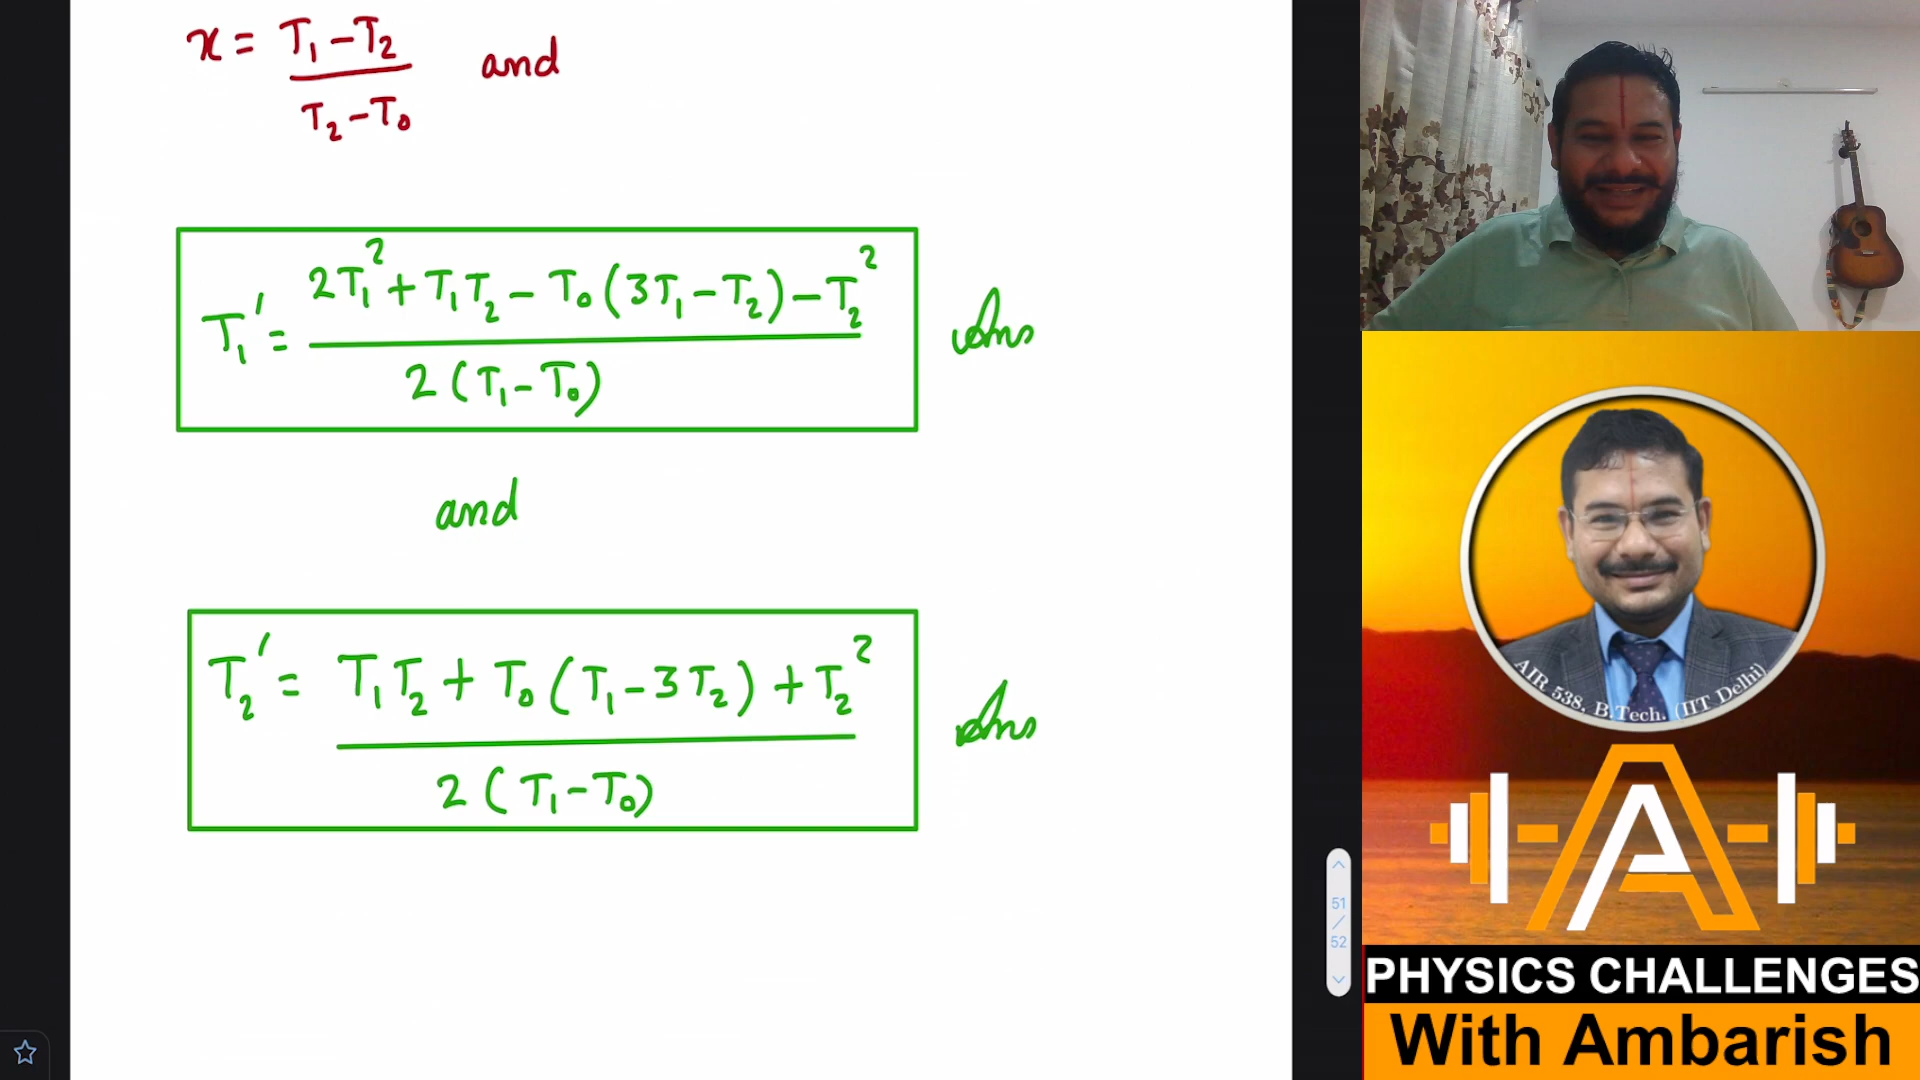 x = T₁ − T₂ / T₂ − T₀ and
T₁' = 2T₁² + T₁T₂ − T₀(3T₁ − T₂) − T₂² / 2(T₁ − T₀) Ans
and
T₂' = T₁T₂ + T₀(T₁ − 3T₂) + T₂² / 2(T₁ − T₀) Ans
51
/
52
AIR 538, B.Tech. (IIT Delhi)
A
PHYSICS CHALLENGES
With Ambarish